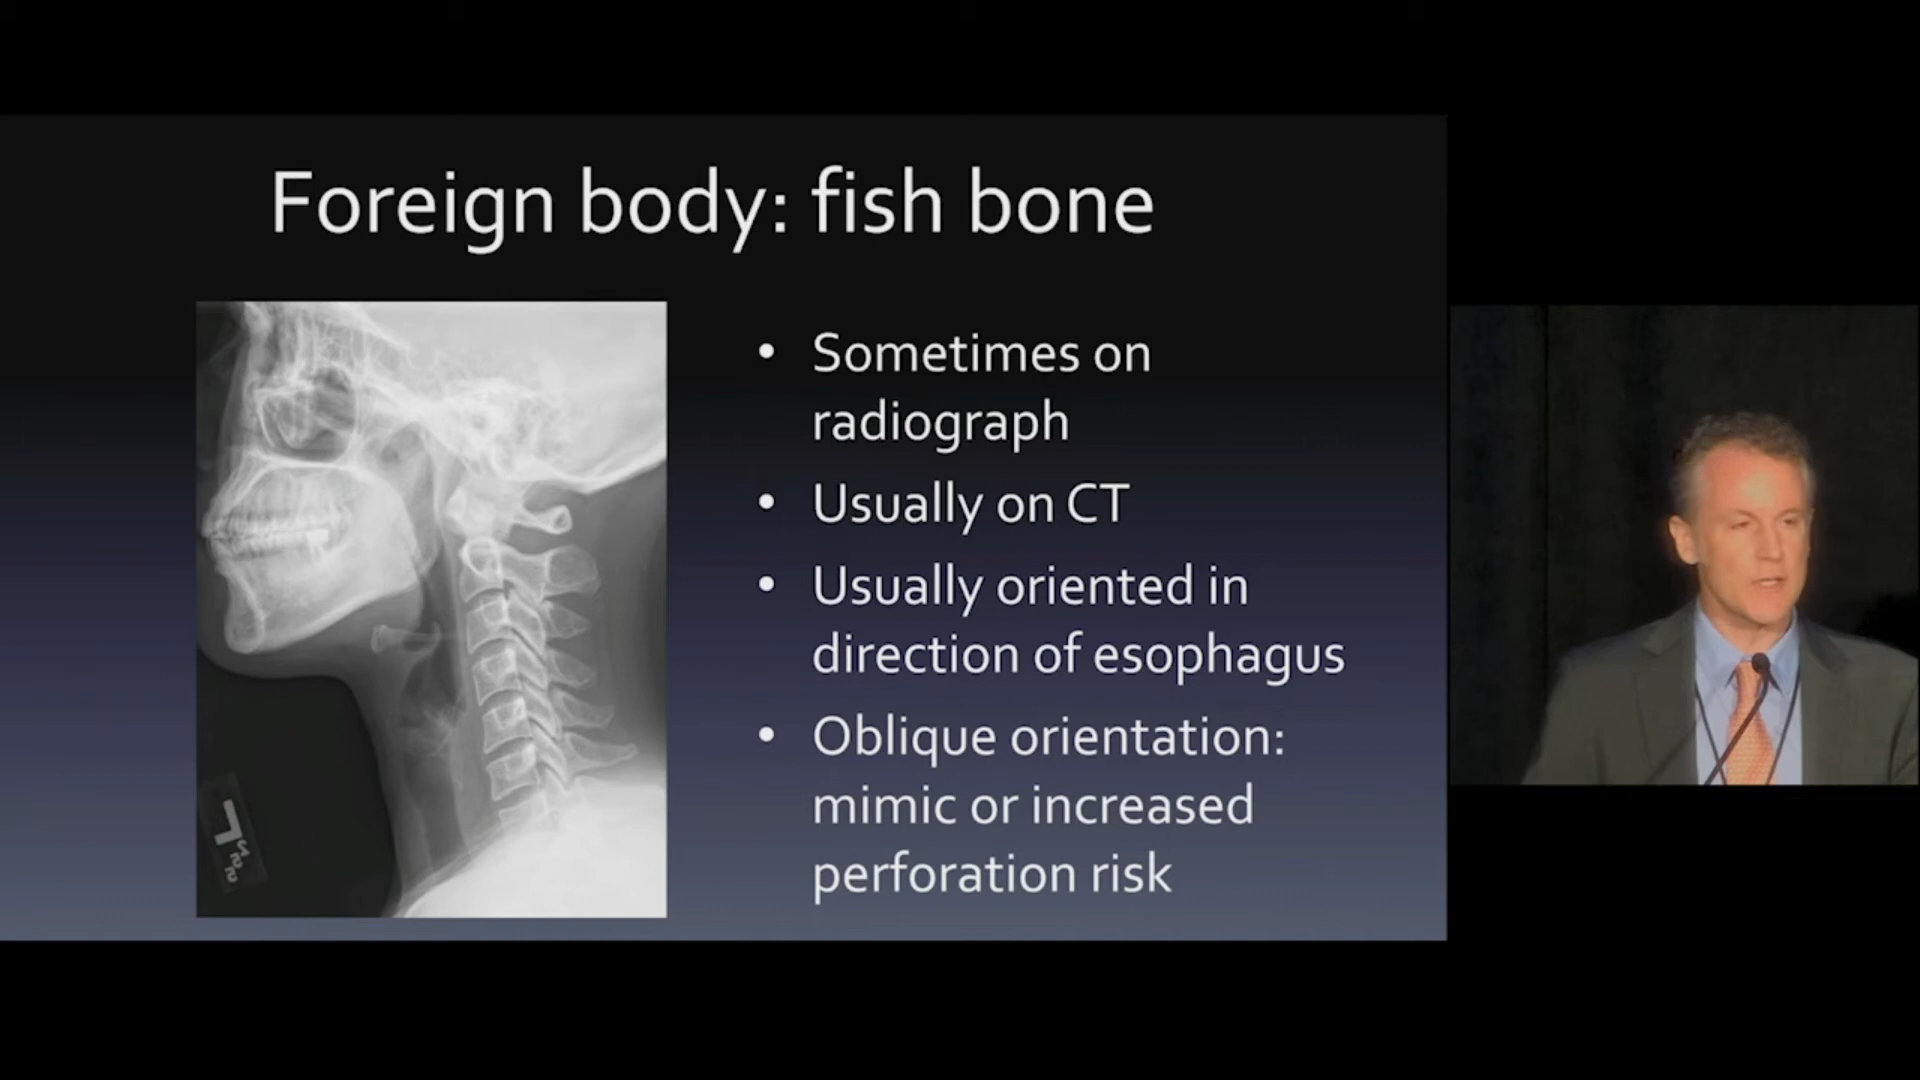 Foreign body: fish bone
• Sometimes on
radiograph
• Usually on CT
• Usually oriented in
direction of esophagus
• Oblique orientation:
mimic or increased
perforation risk
L